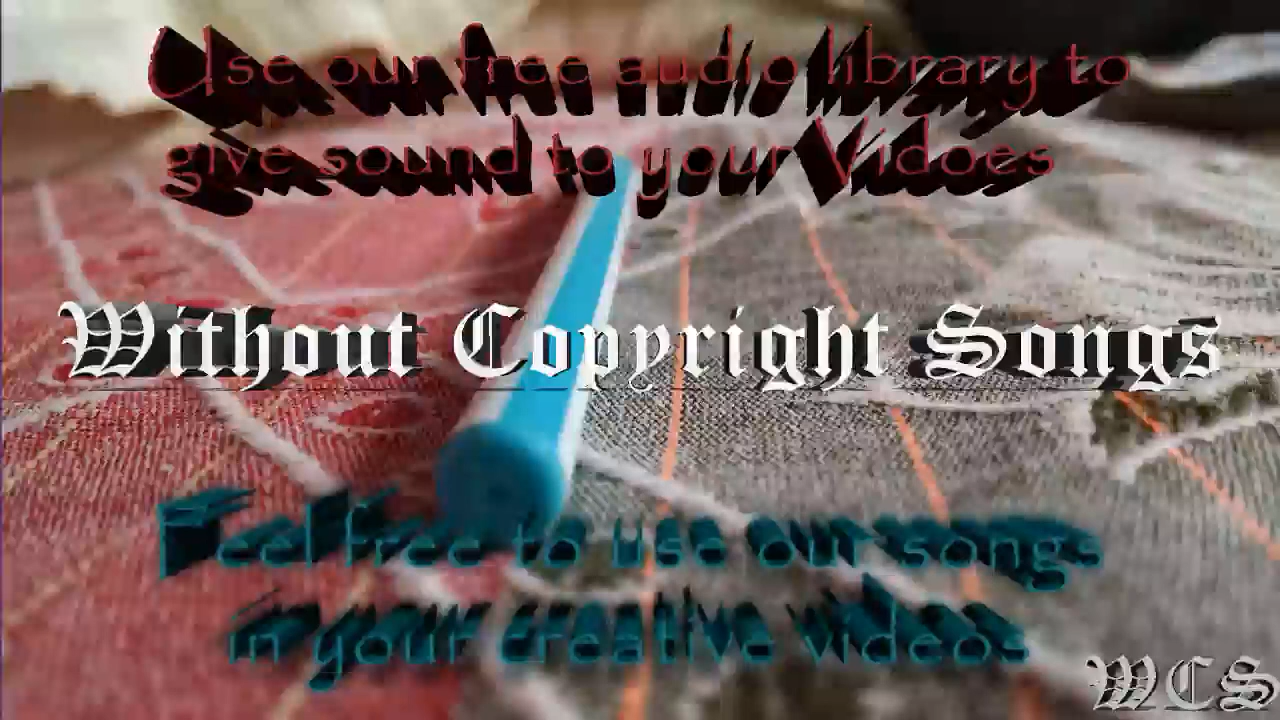 Use our free audio library to
give sound to your Vidoes
Without Copyright Songs
Feel free to use our songs
in your creative videos
WCS